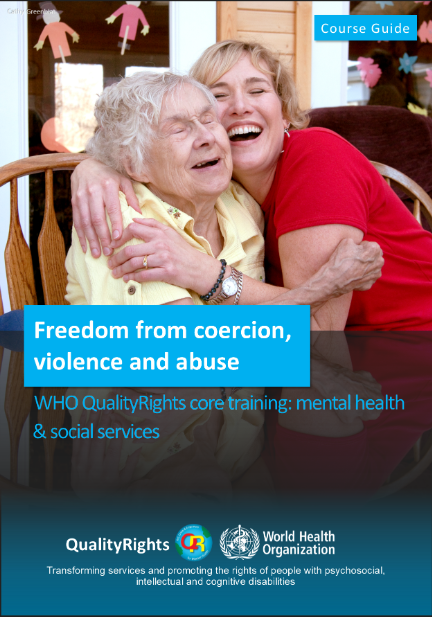 Course Guide
Freedom from coercion,
violence and abuse
WHO QualityRights core training: mental health
& social services
QualityRights
World Health
Organization
Transforming services and promoting the rights of people with psychosocial,
intellectual and cognitive disabilities